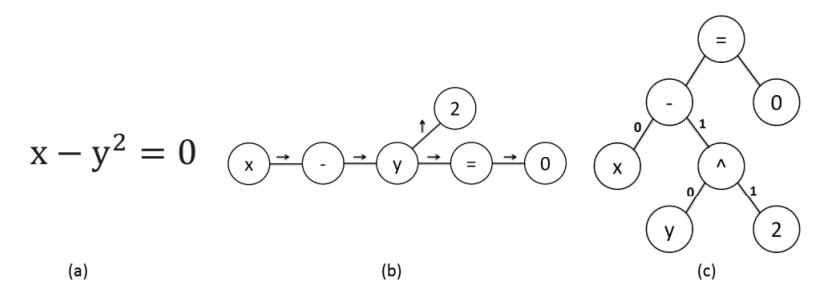 x − y² = 0
x → - → y → = → 0
↑ 2
=
- 0
0 1
x ^
0 1
y 2
(a) (b) (c)